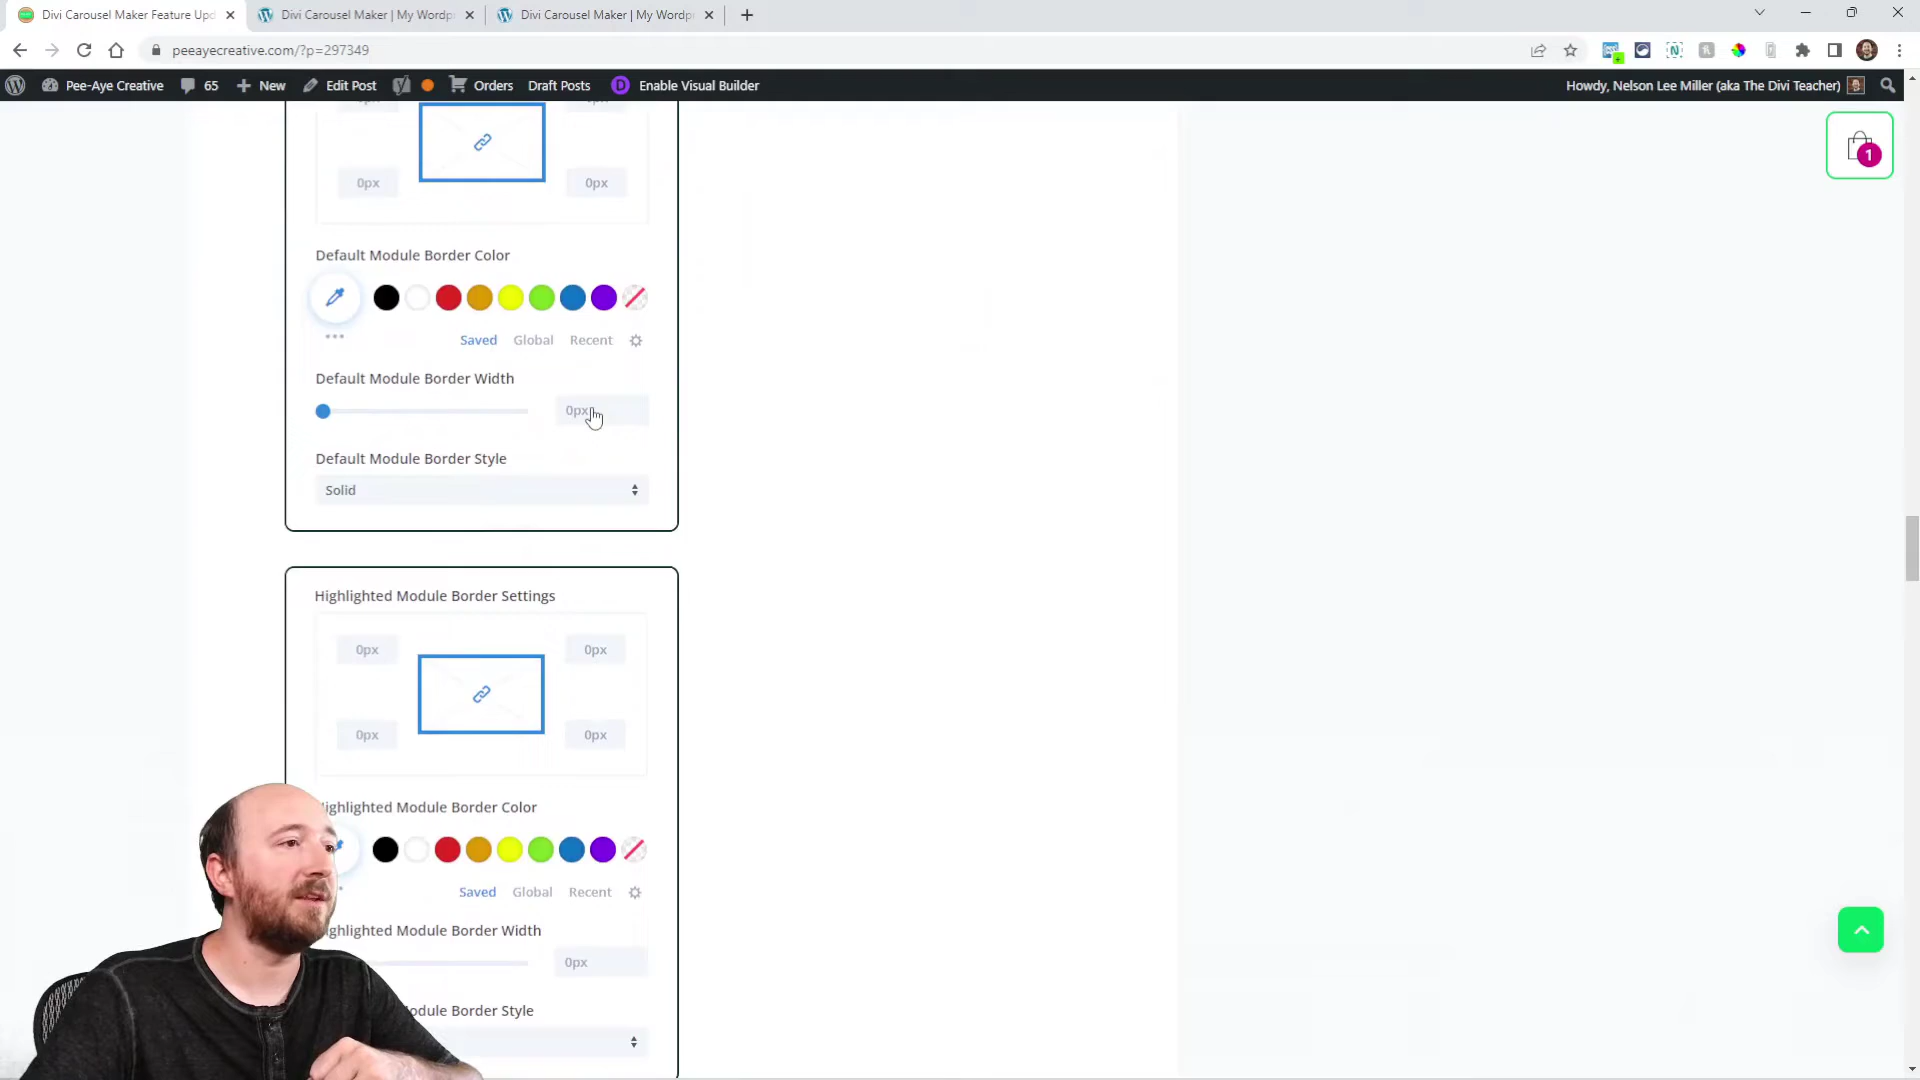 Divi Carousel Maker Feature Upd
Divi Carousel Maker | My Wordpr
Divi Carousel Maker | My Wordpr
peeayecreative.com/?p=297349
Pee-Aye Creative
65
New
Edit Post
Orders
Draft Posts
D
Enable Visual Builder
Howdy, Nelson Lee Miller (aka The Divi Teacher)
1
0px
0px
Default Module Border Color
Saved
Global
Recent
Default Module Border Width
0px
Default Module Border Style
Solid
Highlighted Module Border Settings
0px
0px
0px
0px
ighlighted Module Border Color
Saved
Global
Recent
ghlighted Module Border Width
0px
odule Border Style